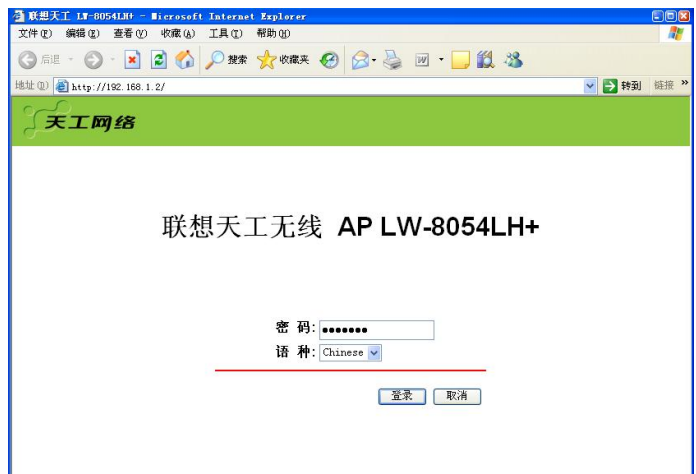 联想天工 LW-8054LH+ - Microsoft Internet Explorer
文件(F) 编辑(E) 查看(V) 收藏(A) 工具(T) 帮助(H)
后退 搜索 收藏夹
地址(D) http://192.168.1.2/ 转到 链接 »
天工网络
联想天工无线 AP LW-8054LH+
密 码: •••••••
语 种: Chinese
登录 取消